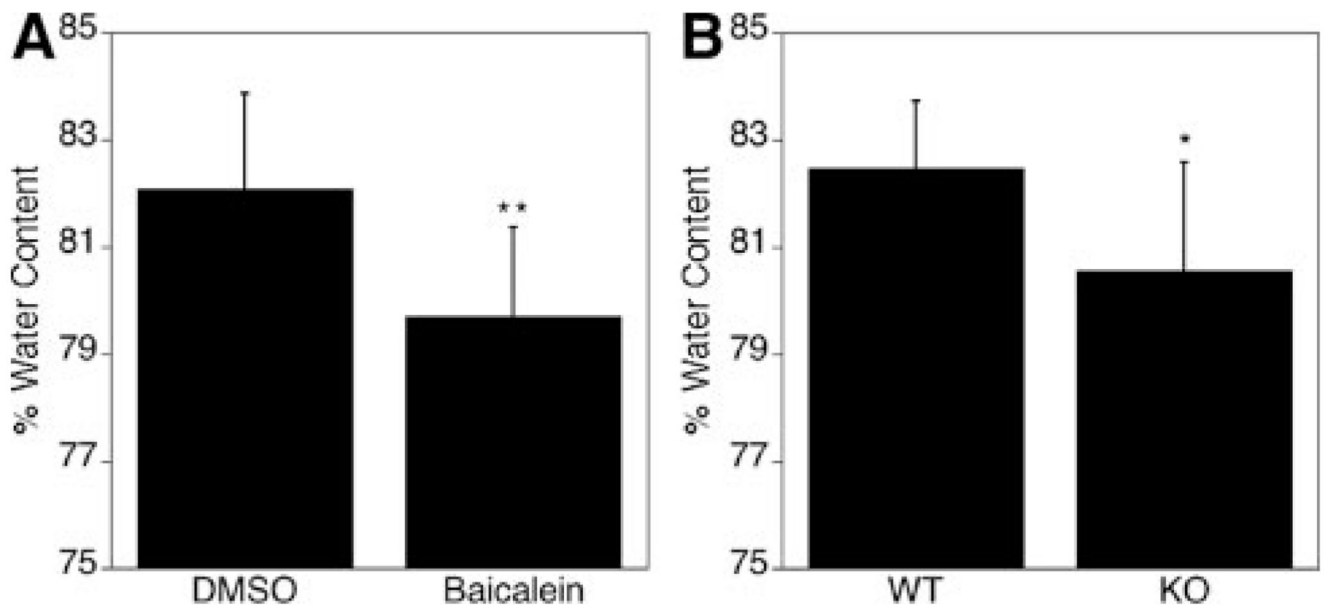 A
% Water Content
85
83
81
79
77
75
**
DMSO
Baicalein
B
% Water Content
85
83
81
79
77
75
*
WT
KO